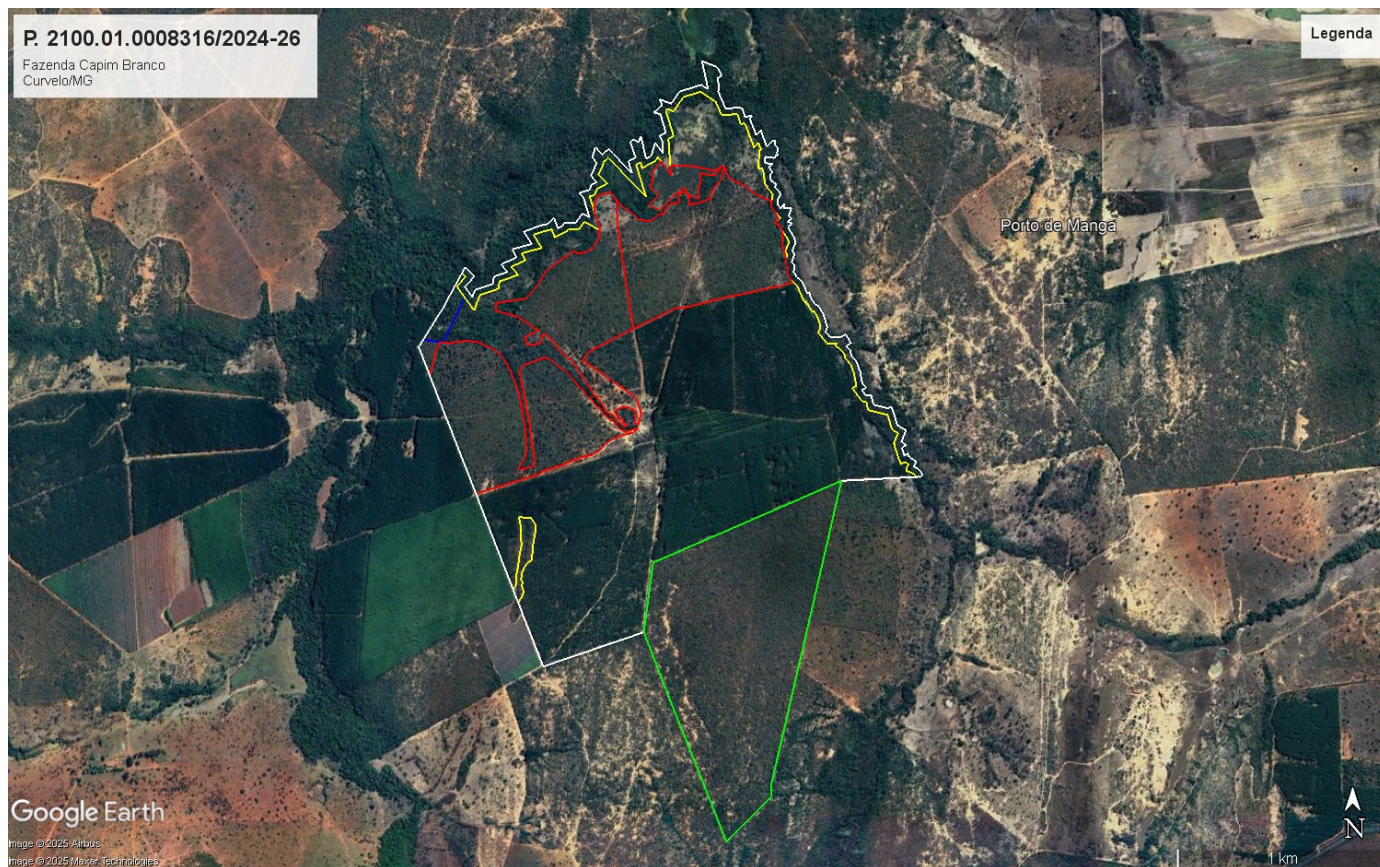 P. 2100.01.0008316/2024-26
Fazenda Capim Branco
Curvelo/MG
Legenda
Porto de Manga
Google Earth
Image © 2025 Airbus
Image © 2025 Maxar Technologies
1 km
N